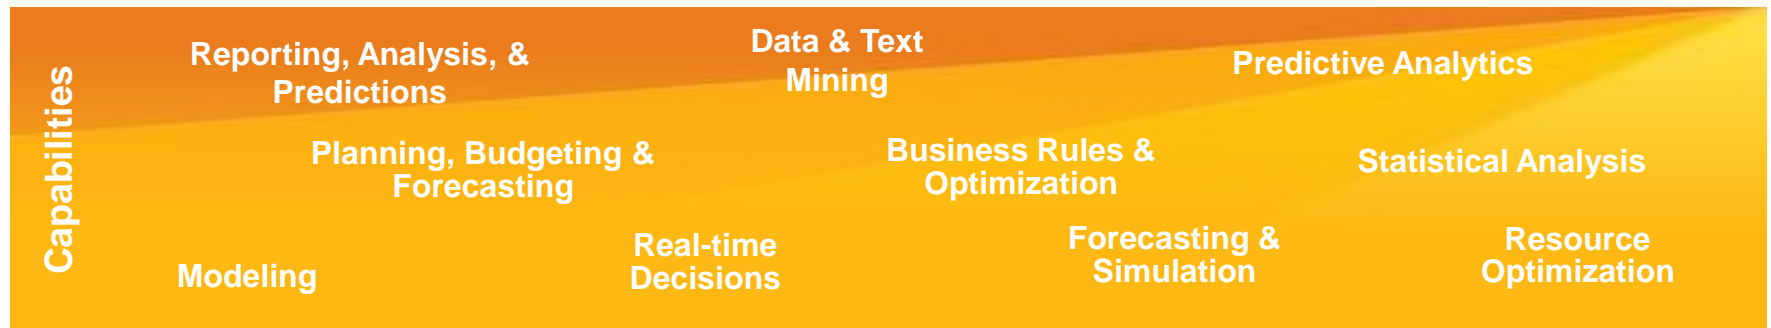 Capabilities
Reporting, Analysis, &
Predictions
Data & Text
Mining
Predictive Analytics
Planning, Budgeting &
Forecasting
Business Rules &
Optimization
Statistical Analysis
Modeling
Real-time
Decisions
Forecasting &
Simulation
Resource
Optimization